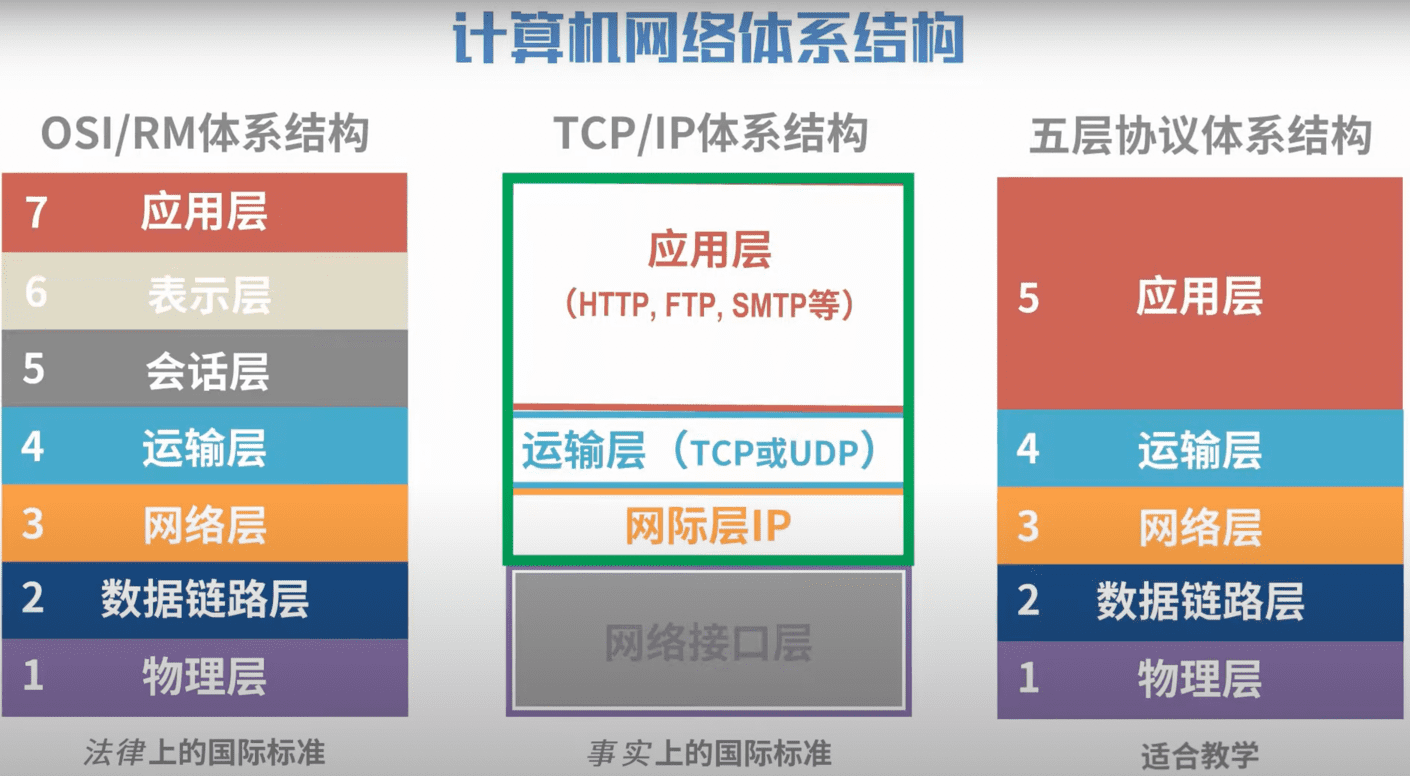 计算机网络体系结构
OSI/RM体系结构
7 应用层
6 表示层
5 会话层
4 运输层
3 网络层
2 数据链路层
1 物理层
法律上的国际标准
TCP/IP体系结构
应用层
（HTTP, FTP, SMTP等）
运输层（TCP或UDP）
网际层IP
网络接口层
事实上的国际标准
五层协议体系结构
5 应用层
4 运输层
3 网络层
2 数据链路层
1 物理层
适合教学